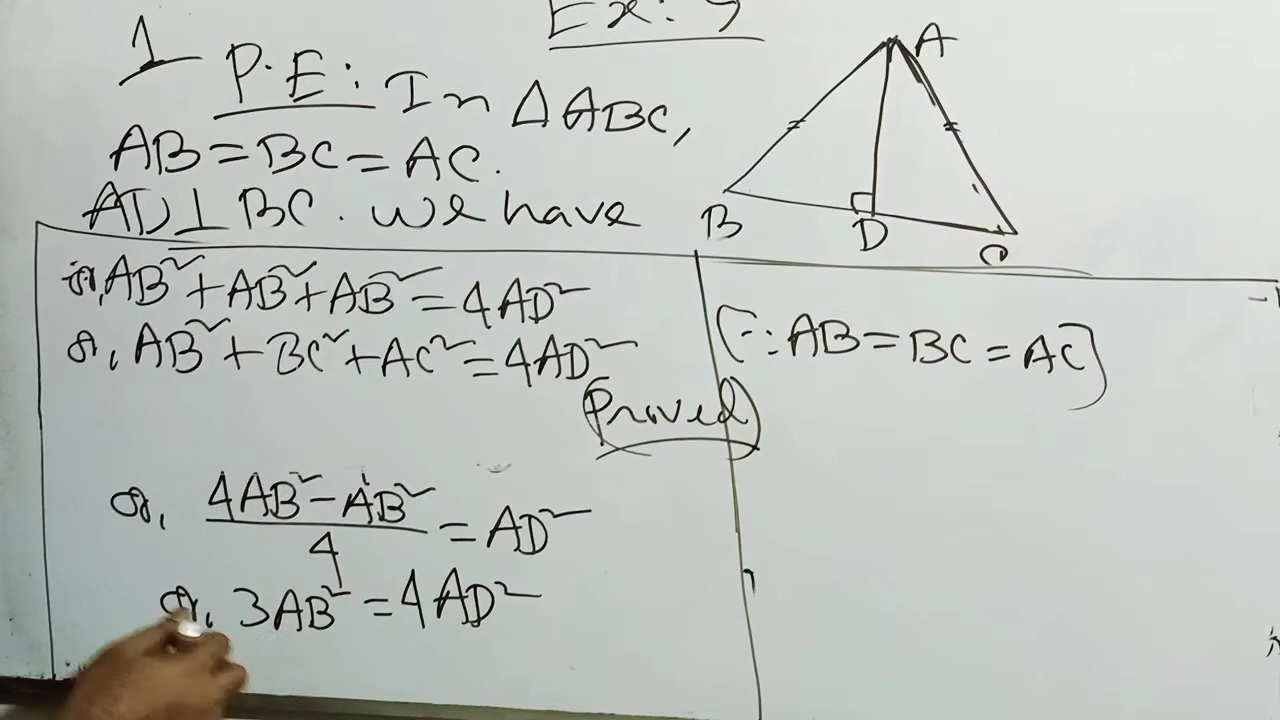 Ex:
1 P.E: In ΔABC,
AB=BC=AC.
AD⊥BC. We have
or, AB²+AB²+AB²=4AD²
or, AB²+BC²+AC²=4AD²
(Proved)
(∵AB=BC=AC)
or, (4AB²-AB²)/4=AD²
or, 3AB²=4AD²
A
B
D
C